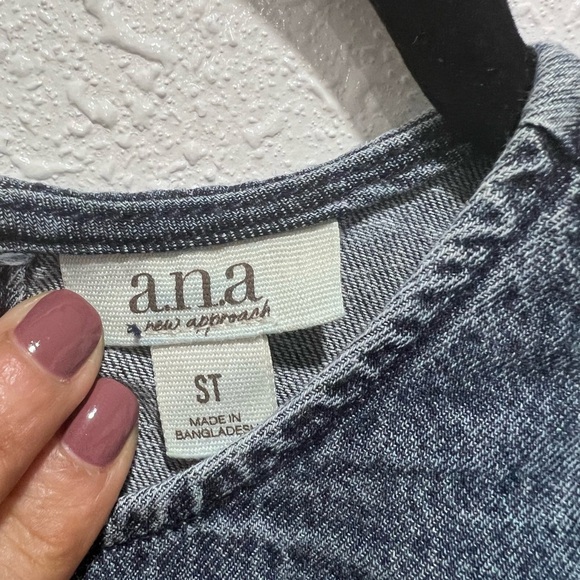 a.n.a
a new approach
ST
MADE IN
BANGLADESH